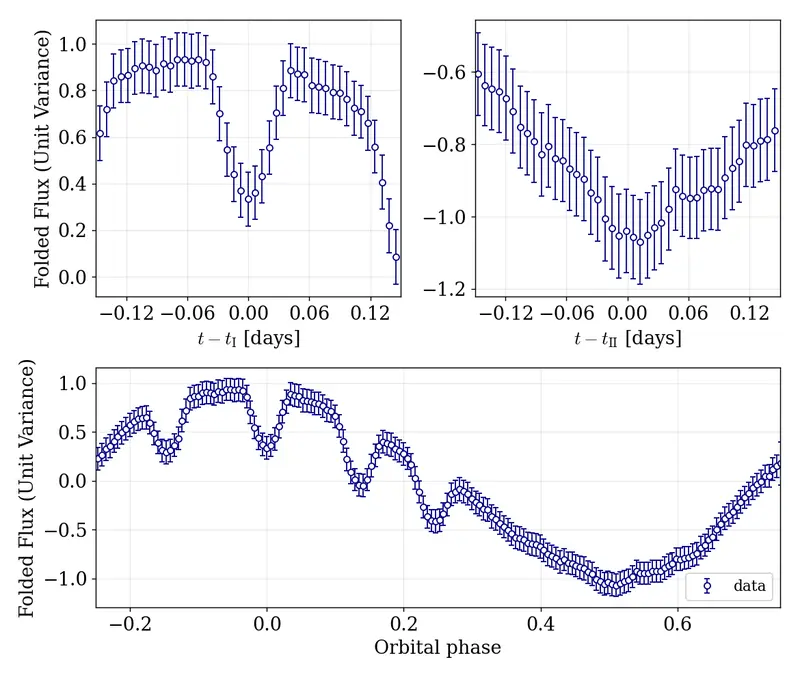 Folded Flux (Unit Variance)
1.0
0.8
0.6
0.4
0.2
0.0
−0.12 −0.06 0.00 0.06 0.12
t − tI [days]
−0.6
−0.8
−1.0
−1.2
−0.12 −0.06 0.00 0.06 0.12
t − tII [days]
Folded Flux (Unit Variance)
1.0
0.5
0.0
−0.5
−1.0
−0.2 0.0 0.2 0.4 0.6
Orbital phase
data